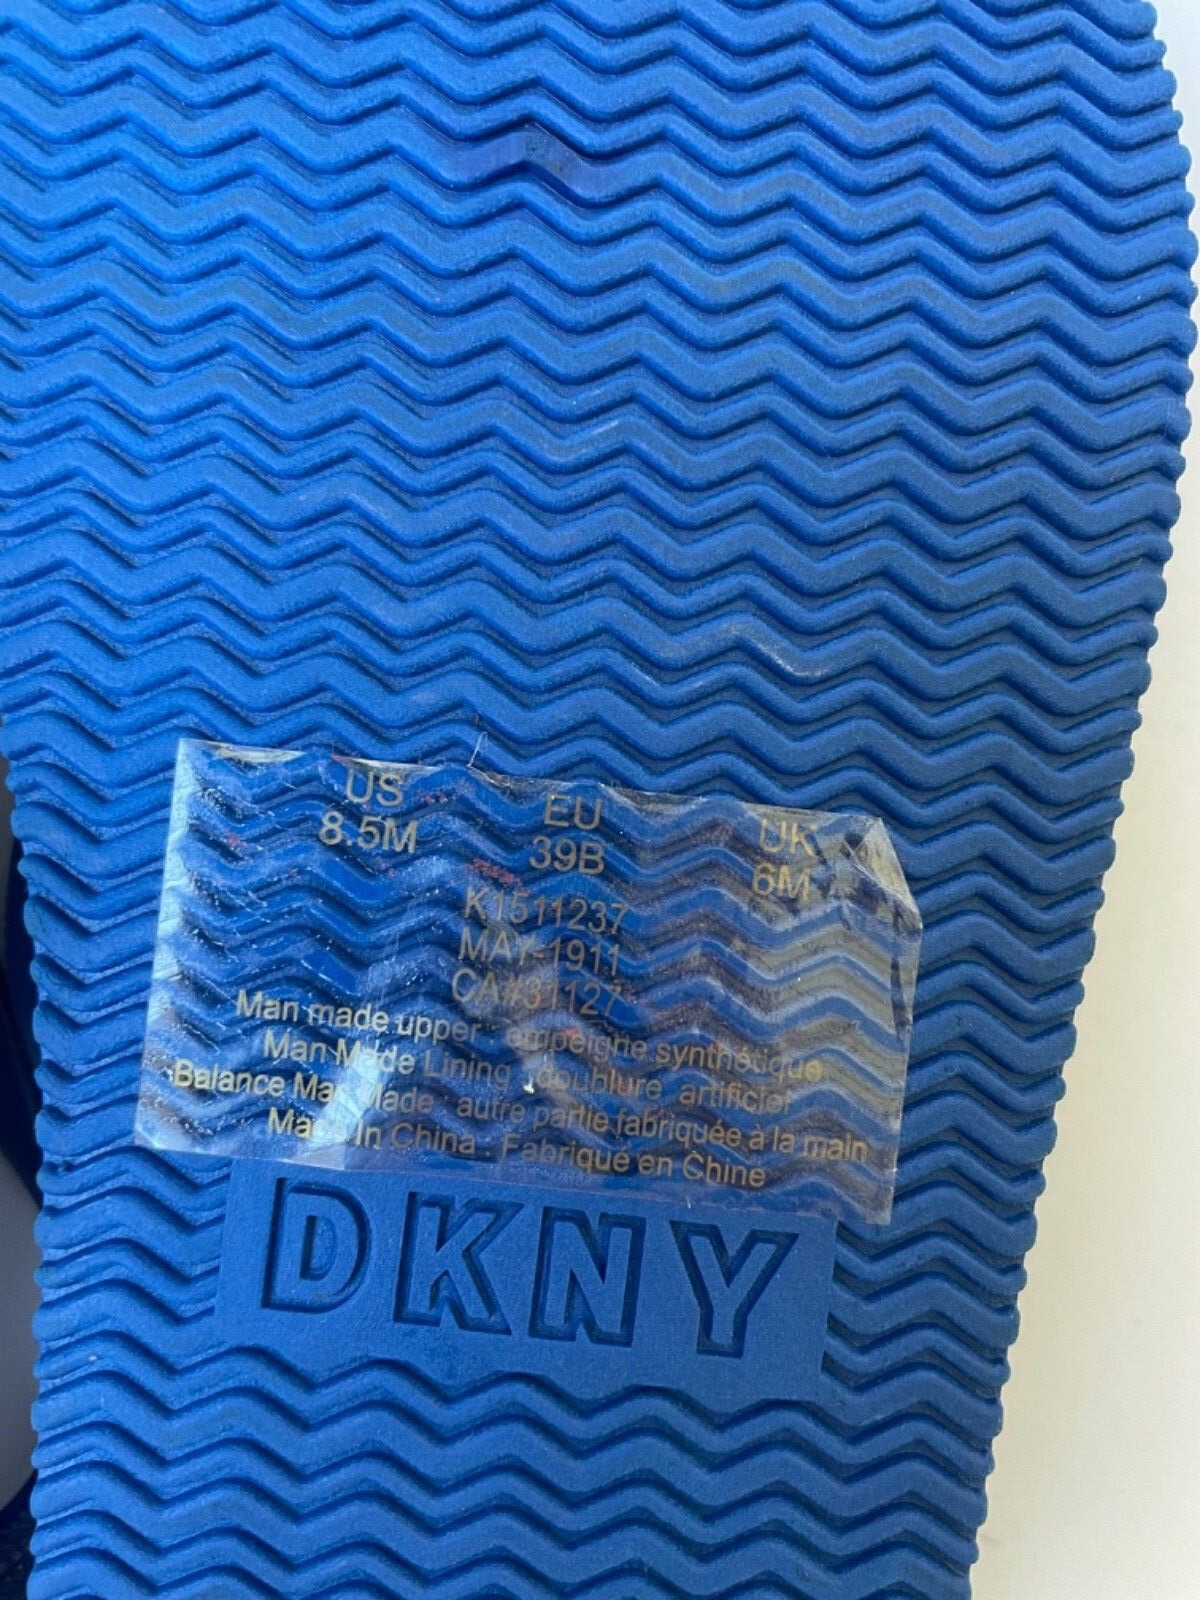 US EU UK
8.5M 39B 6M
K1511237
MAY-1911
CA#31127
Man made upper : empeigne synthétique
Man Made Lining : doublure artificiel
Balance Man Made : autre partie fabriquée à la main
Made In China : Fabriqué en Chine
DKNY